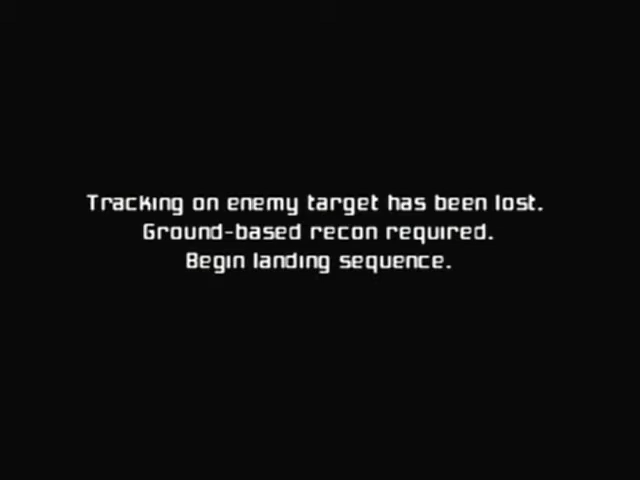 Tracking on enemy target has been lost.
Ground-based recon required.
Begin landing sequence.